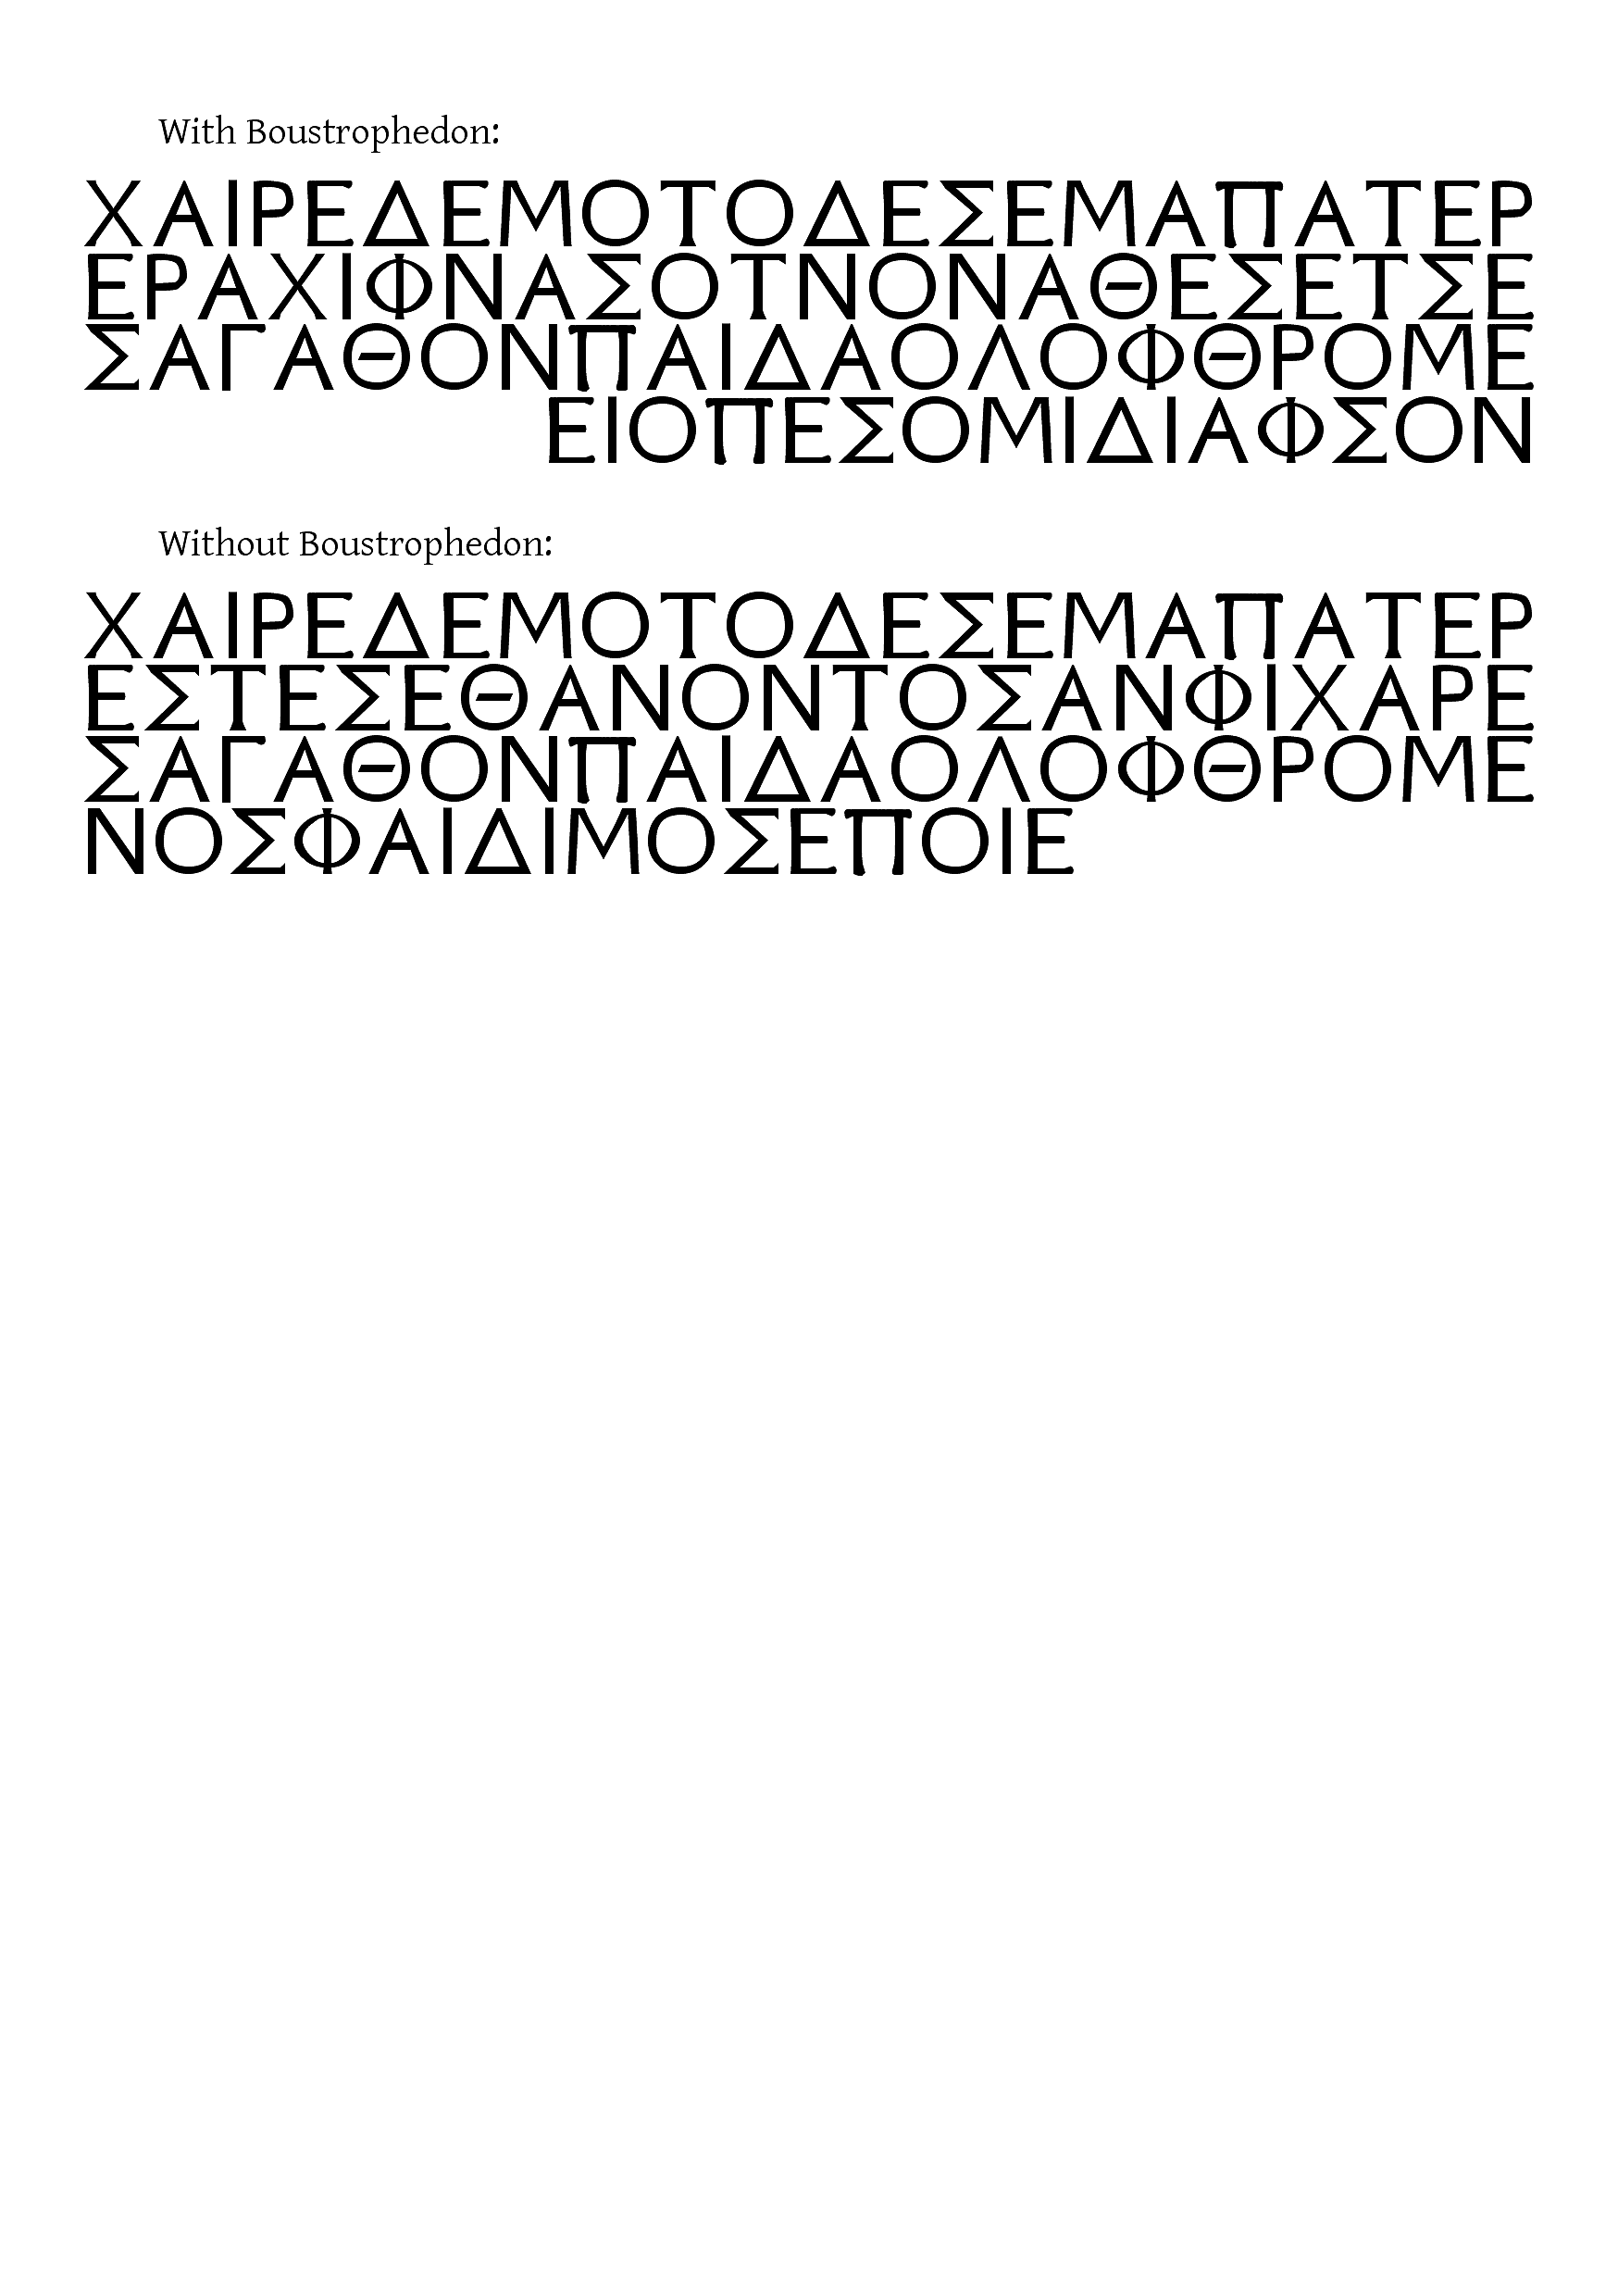 With Boustrophedon:
ΧΑΙΡΕΔΕΜΟΤΟΔΕΣΕΜΑΠΑΤΕΡ
ΕΡΑΧΙΦΝΑΣΟΤΝΟΝΑΘΕΣΕΤΣΕ
ΣΑΓΑΘΟΝΠΑΙΔΑΟΛΟΦΘΡΟΜΕ
ΕΙΟΠΕΣΟΜΙΔΙΑΦΣΟΝ
Without Boustrophedon:
ΧΑΙΡΕΔΕΜΟΤΟΔΕΣΕΜΑΠΑΤΕΡ
ΕΣΤΕΣΕΘΑΝΟΝΤΟΣΑΝΦΙΧΑΡΕ
ΣΑΓΑΘΟΝΠΑΙΔΑΟΛΟΦΘΡΟΜΕ
ΝΟΣΦΑΙΔΙΜΟΣΕΠΟΙΕ